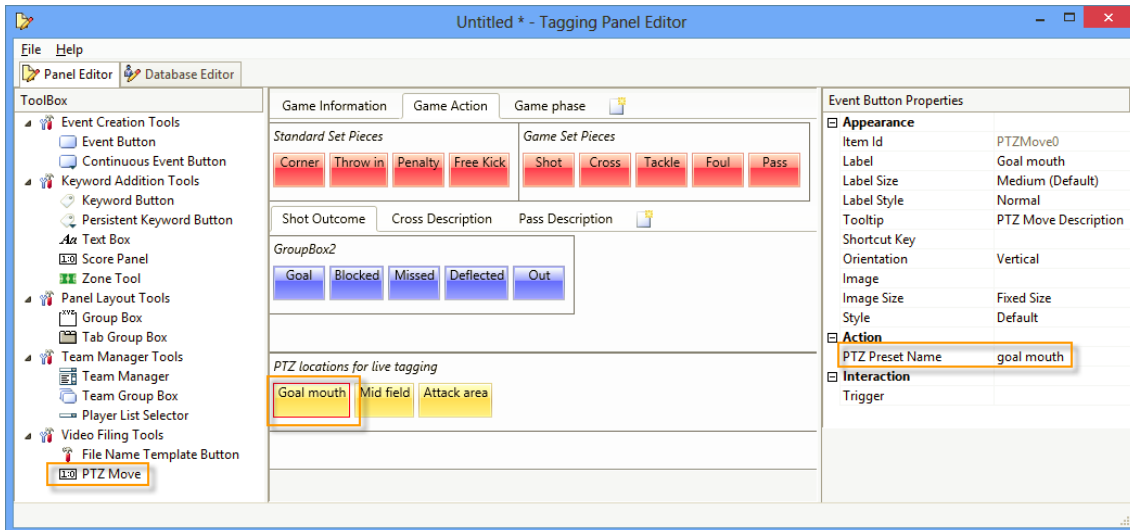 Untitled * - Tagging Panel Editor
File Help
Panel Editor Database Editor
ToolBox
Event Creation Tools
Event Button
Continuous Event Button
Keyword Addition Tools
Keyword Button
Persistent Keyword Button
Aa Text Box
1:0 Score Panel
Zone Tool
Panel Layout Tools
XYZ Group Box
Tab Group Box
Team Manager Tools
Team Manager
Team Group Box
Player List Selector
Video Filing Tools
File Name Template Button
1:0 PTZ Move
Game Information Game Action Game phase
Standard Set Pieces Game Set Pieces
Corner Throw in Penalty Free Kick Shot Cross Tackle Foul Pass
Shot Outcome Cross Description Pass Description
GroupBox2
Goal Blocked Missed Deflected Out
PTZ locations for live tagging
Goal mouth Mid field Attack area
Event Button Properties
Appearance
Item Id PTZMove0
Label Goal mouth
Label Size Medium (Default)
Label Style Normal
Tooltip PTZ Move Description
Shortcut Key
Orientation Vertical
Image
Image Size Fixed Size
Style Default
Action
PTZ Preset Name goal mouth
Interaction
Trigger